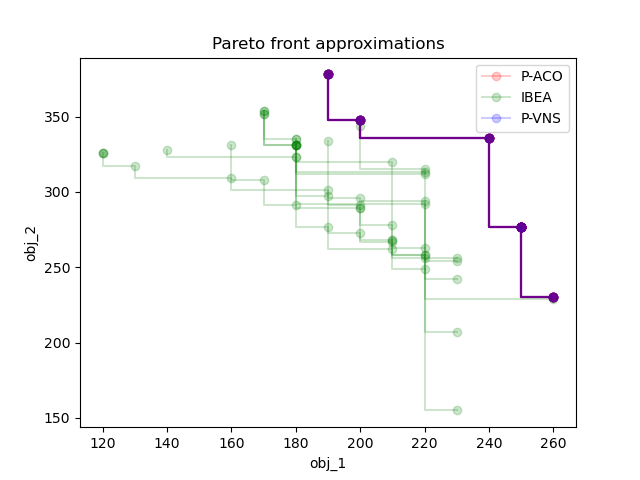 Pareto front approximations
P-ACO
IBEA
P-VNS
350
300
250
200
150
obj_2
120 140 160 180 200 220 240 260
obj_1